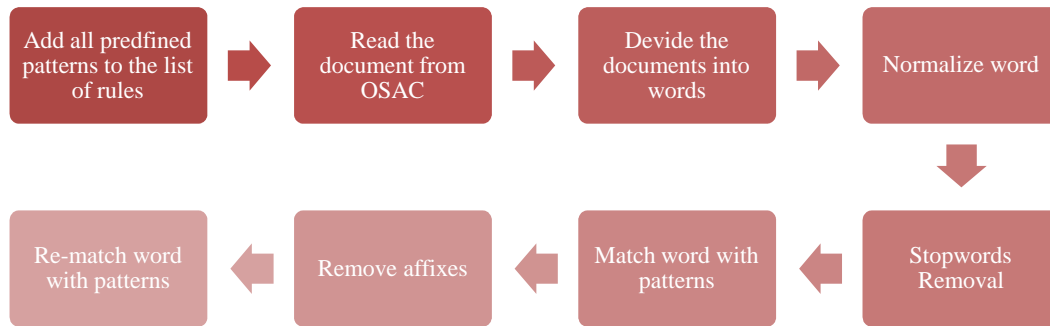 Add all predfined
patterns to the list
of rules
Read the
document from
OSAC
Devide the
documents into
words
Normalize word
Stopwords
Removal
Match word with
patterns
Remove affixes
Re-match word
with patterns